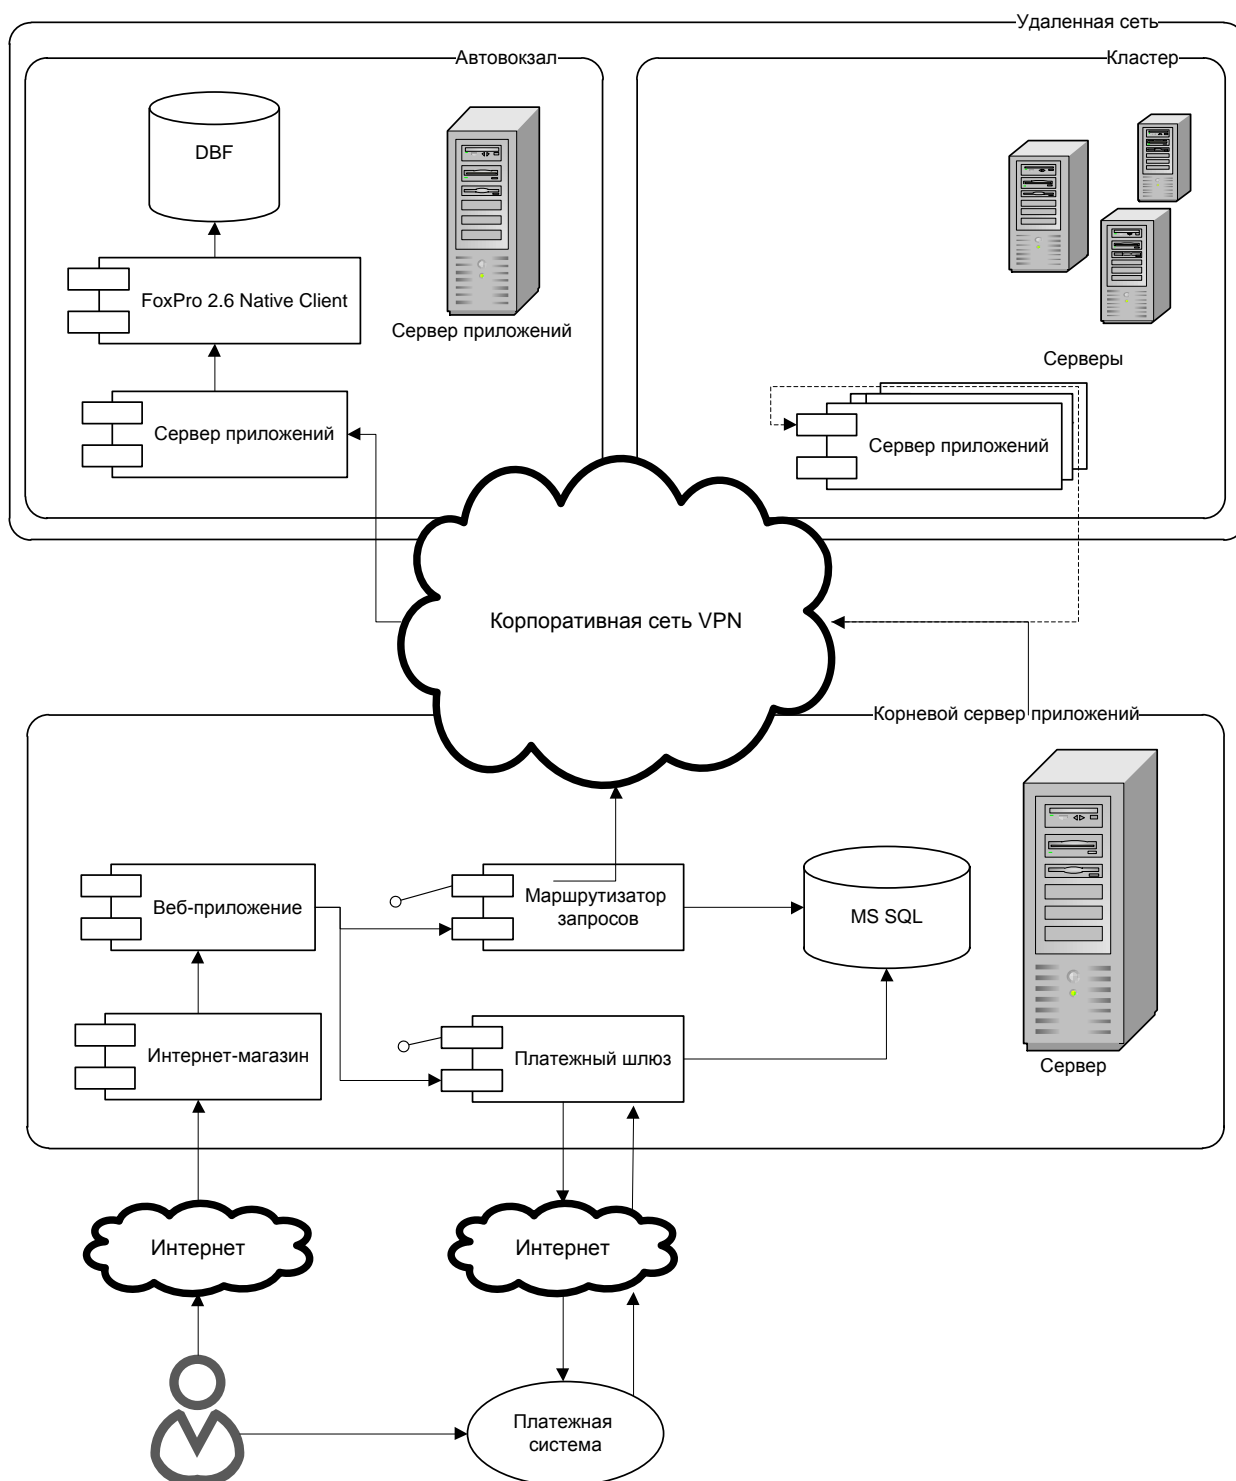 Удаленная сеть
Автовокзал
Кластер
DBF
FoxPro 2.6 Native Client
Сервер приложений
Серверы
Сервер приложений
Сервер приложений
Корпоративная сеть VPN
Корневой сервер приложений
Веб-приложение
Маршрутизатор
запросов
MS SQL
Интернет-магазин
Платежный шлюз
Сервер
Интернет
Интернет
Платежная
система